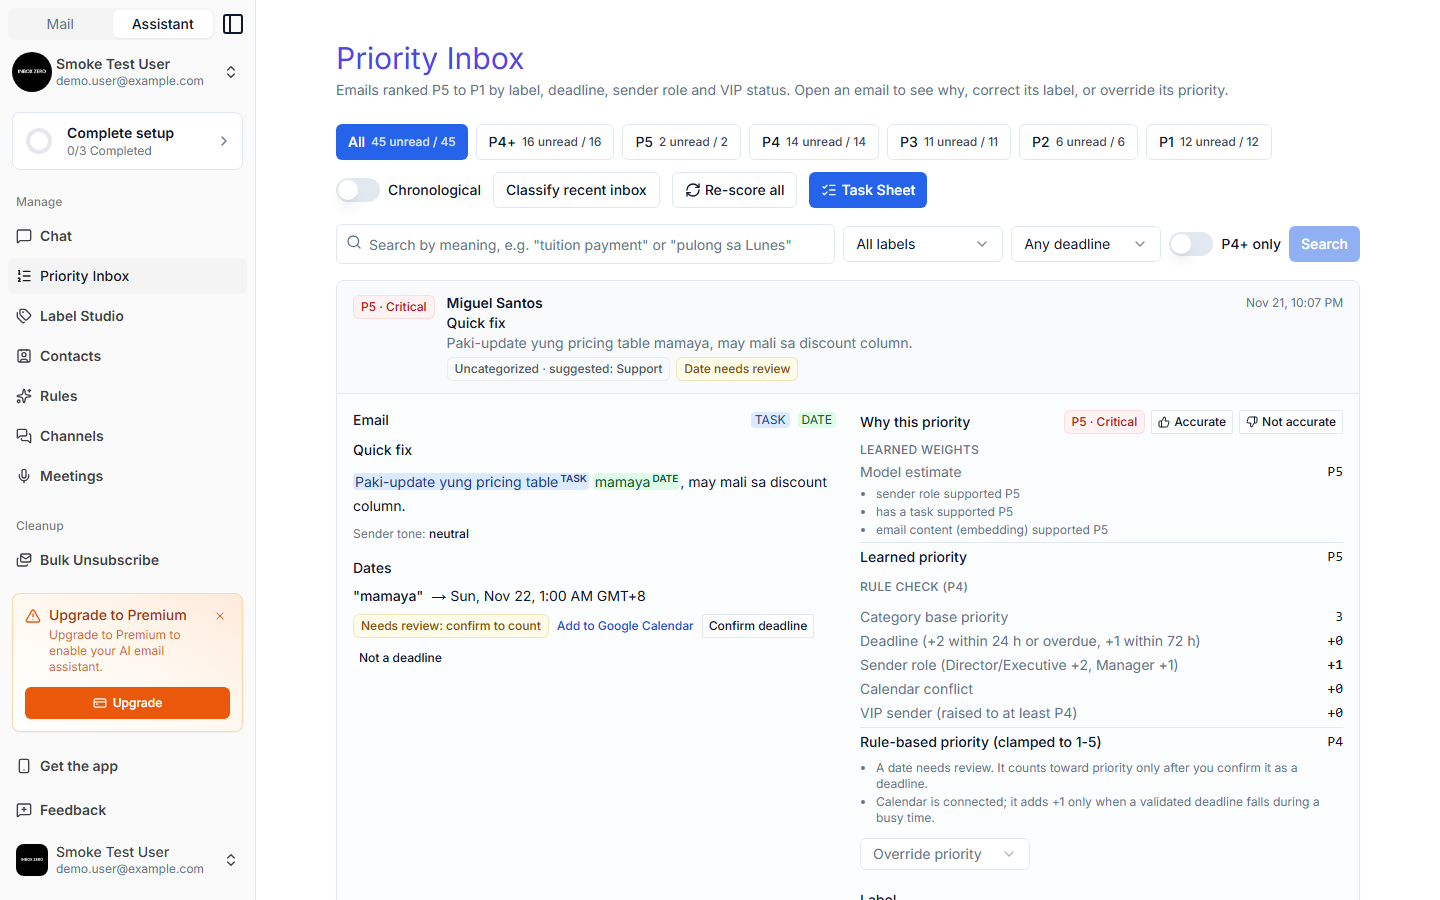 Mail
Assistant
INBOX ZERO
Smoke Test User
demo.user@example.com
Complete setup
0/3 Completed
Manage
Chat
Priority Inbox
Label Studio
Contacts
Rules
Channels
Meetings
Cleanup
Bulk Unsubscribe
Upgrade to Premium
Upgrade to Premium to
enable your AI email
assistant.
Upgrade
Get the app
Feedback
INBOX ZERO
Smoke Test User
demo.user@example.com
Priority Inbox
Emails ranked P5 to P1 by label, deadline, sender role and VIP status. Open an email to see why, correct its label, or override its priority.
All 45 unread / 45
P4+ 16 unread / 16
P5 2 unread / 2
P4 14 unread / 14
P3 11 unread / 11
P2 6 unread / 6
P1 12 unread / 12
Chronological
Classify recent inbox
Re-score all
Task Sheet
Search by meaning, e.g. "tuition payment" or "pulong sa Lunes"
All labels
Any deadline
P4+ only
Search
P5 · Critical
Miguel Santos
Nov 21, 10:07 PM
Quick fix
Paki-update yung pricing table mamaya, may mali sa discount column.
Uncategorized · suggested: Support
Date needs review
Email
TASK
DATE
Quick fix
Paki-update yung pricing table TASK mamaya DATE, may mali sa discount
column.
Sender tone: neutral
Dates
"mamaya" → Sun, Nov 22, 1:00 AM GMT+8
Needs review: confirm to count
Add to Google Calendar
Confirm deadline
Not a deadline
Why this priority
P5 · Critical
Accurate
Not accurate
LEARNED WEIGHTS
Model estimate P5
• sender role supported P5
• has a task supported P5
• email content (embedding) supported P5
Learned priority P5
RULE CHECK (P4)
Category base priority 3
Deadline (+2 within 24 h or overdue, +1 within 72 h) +0
Sender role (Director/Executive +2, Manager +1) +1
Calendar conflict +0
VIP sender (raised to at least P4) +0
Rule-based priority (clamped to 1-5) P4
• A date needs review. It counts toward priority only after you confirm it as a
deadline.
• Calendar is connected; it adds +1 only when a validated deadline falls during a
busy time.
Override priority
Label